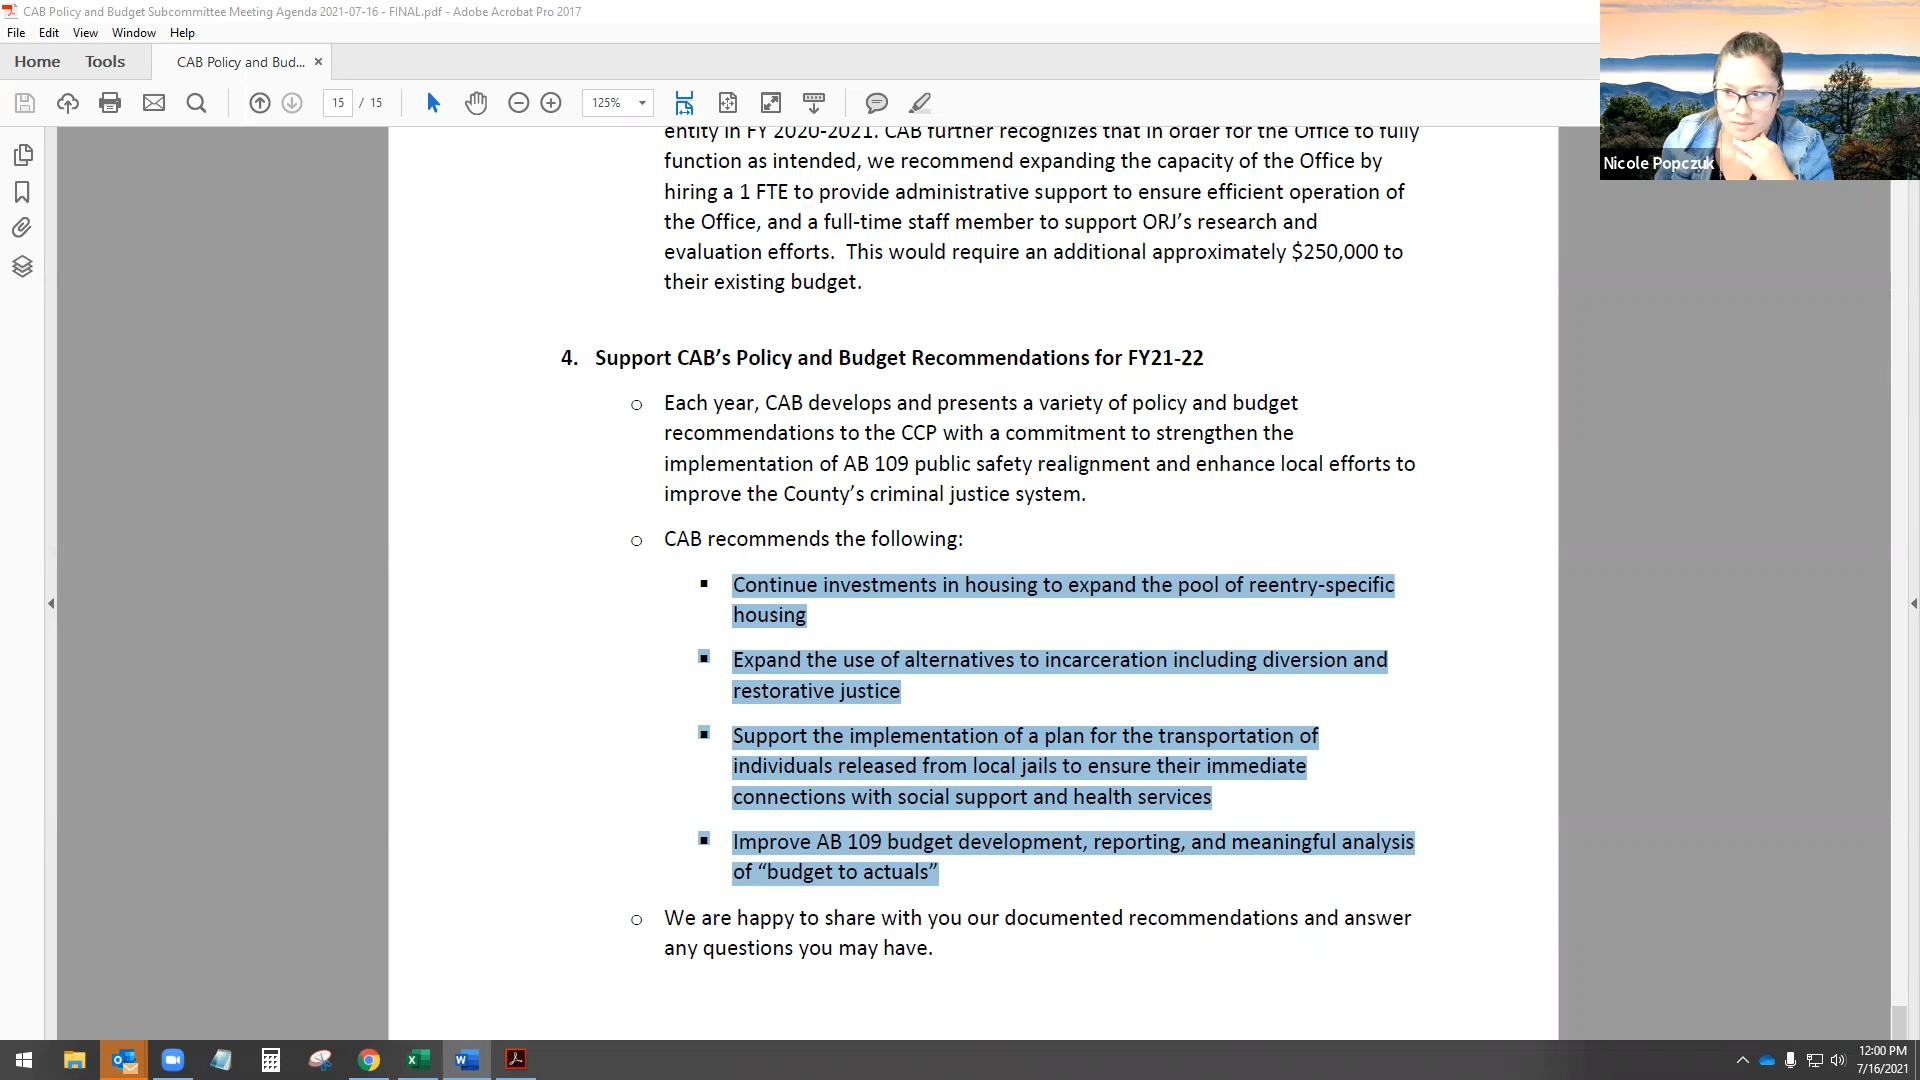 CAB Policy and Budget Subcommittee Meeting Agenda 2021-07-16 - FINAL.pdf - Adobe Acrobat Pro 2017
File Edit View Window Help
Home Tools CAB Policy and Bud... ×
15 / 15 125%
Nicole Popczuk
entity in FY 2020-2021. CAB further recognizes that in order for the Office to fully
function as intended, we recommend expanding the capacity of the Office by
hiring a 1 FTE to provide administrative support to ensure efficient operation of
the Office, and a full-time staff member to support ORJ’s research and
evaluation efforts.  This would require an additional approximately $250,000 to
their existing budget.
4. Support CAB’s Policy and Budget Recommendations for FY21-22
o Each year, CAB develops and presents a variety of policy and budget
recommendations to the CCP with a commitment to strengthen the
implementation of AB 109 public safety realignment and enhance local efforts to
improve the County’s criminal justice system.
o CAB recommends the following:
▪ Continue investments in housing to expand the pool of reentry-specific
housing
▪ Expand the use of alternatives to incarceration including diversion and
restorative justice
▪ Support the implementation of a plan for the transportation of
individuals released from local jails to ensure their immediate
connections with social support and health services
▪ Improve AB 109 budget development, reporting, and meaningful analysis
of “budget to actuals”
o We are happy to share with you our documented recommendations and answer
any questions you may have.
12:00 PM
7/16/2021